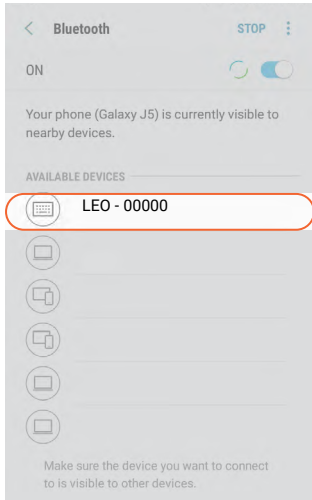 Bluetooth STOP
ON
Your phone (Galaxy J5) is currently visible to
nearby devices.
AVAILABLE DEVICES
LEO - 00000
Make sure the device you want to connect
to is visible to other devices.